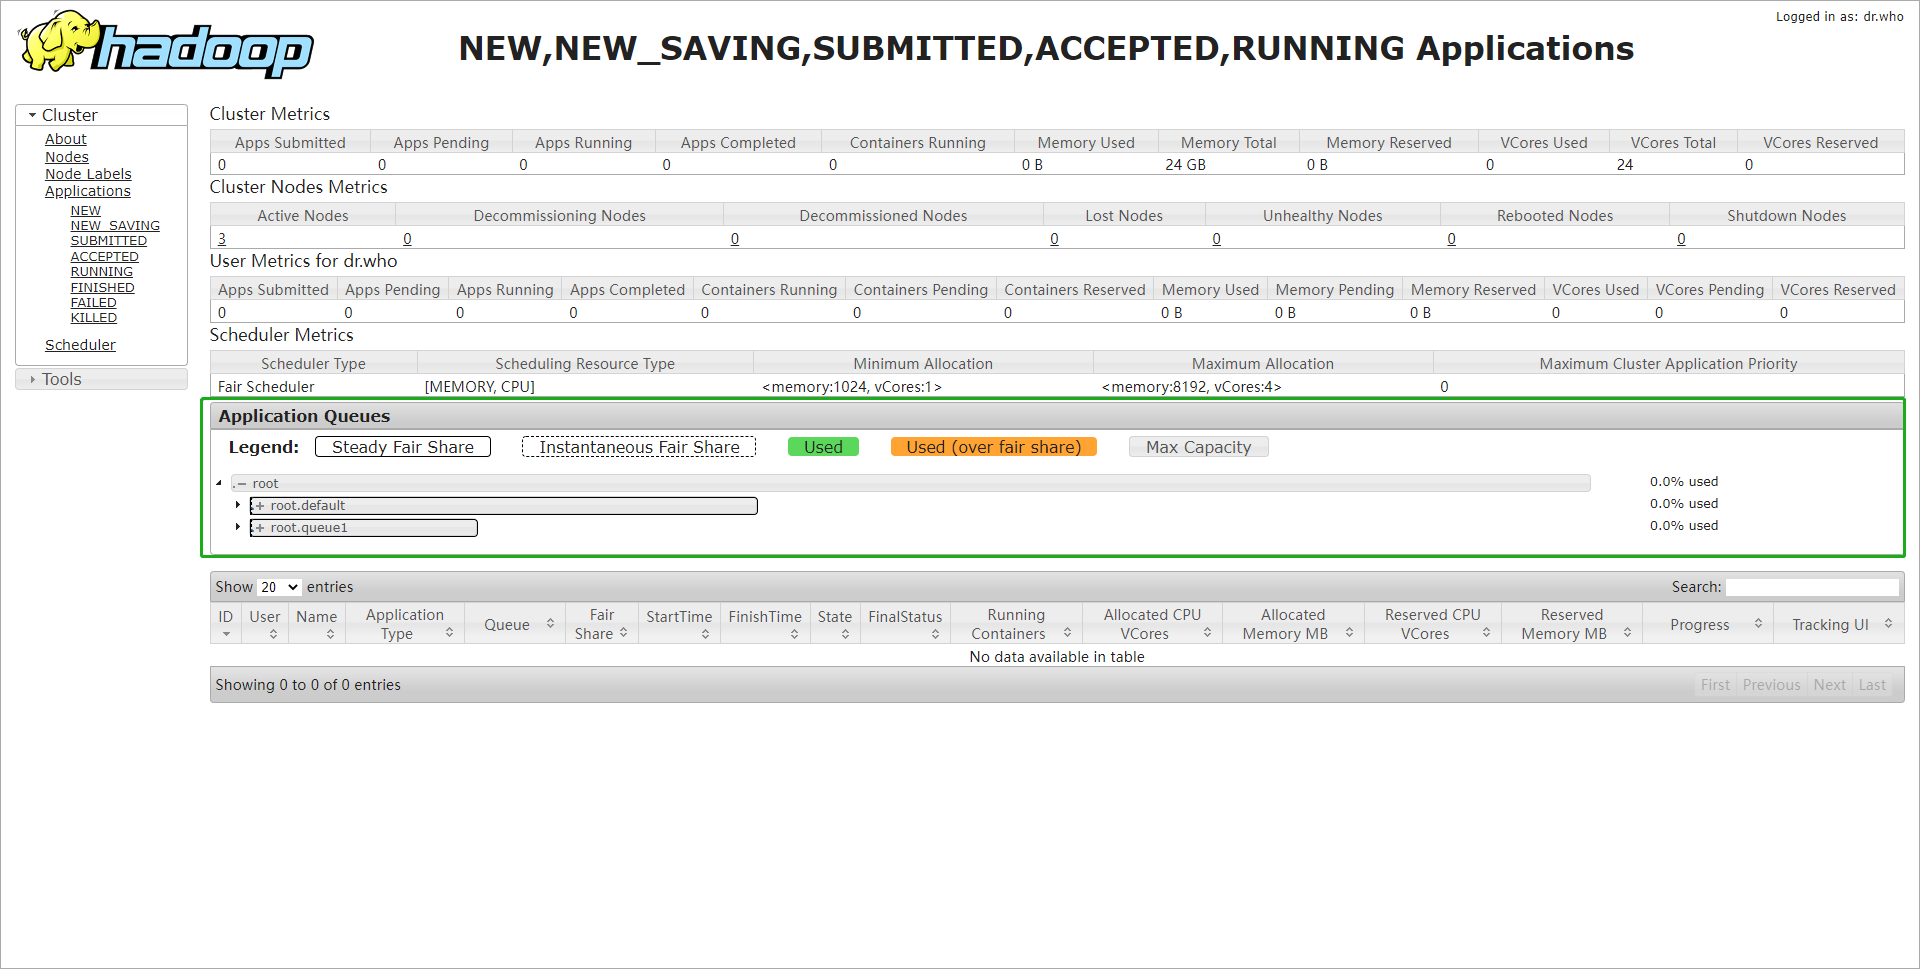 Logged in as: dr.who
hadoop
NEW,NEW_SAVING,SUBMITTED,ACCEPTED,RUNNING Applications
Cluster
About
Nodes
Node Labels
Applications
NEW
NEW_SAVING
SUBMITTED
ACCEPTED
RUNNING
FINISHED
FAILED
KILLED
Scheduler
Tools
Cluster Metrics
Apps Submitted Apps Pending Apps Running Apps Completed Containers Running Memory Used Memory Total Memory Reserved VCores Used VCores Total VCores Reserved
0 0 0 0 0 0 B 24 GB 0 B 0 24 0
Cluster Nodes Metrics
Active Nodes Decommissioning Nodes Decommissioned Nodes Lost Nodes Unhealthy Nodes Rebooted Nodes Shutdown Nodes
3 0 0 0 0 0 0
User Metrics for dr.who
Apps Submitted Apps Pending Apps Running Apps Completed Containers Running Containers Pending Containers Reserved Memory Used Memory Pending Memory Reserved VCores Used VCores Pending VCores Reserved
0 0 0 0 0 0 0 0 B 0 B 0 B 0 0 0
Scheduler Metrics
Scheduler Type Scheduling Resource Type Minimum Allocation Maximum Allocation Maximum Cluster Application Priority
Fair Scheduler [MEMORY, CPU] <memory:1024, vCores:1> <memory:8192, vCores:4> 0
Application Queues
Legend: Steady Fair Share Instantaneous Fair Share Used Used (over fair share) Max Capacity
.– root 0.0% used
+ root.default 0.0% used
+ root.queue1 0.0% used
Show 20 entries Search:
ID User Name Application Type Queue Fair Share StartTime FinishTime State FinalStatus Running Containers Allocated CPU VCores Allocated Memory MB Reserved CPU VCores Reserved Memory MB Progress Tracking UI
No data available in table
Showing 0 to 0 of 0 entries First Previous Next Last